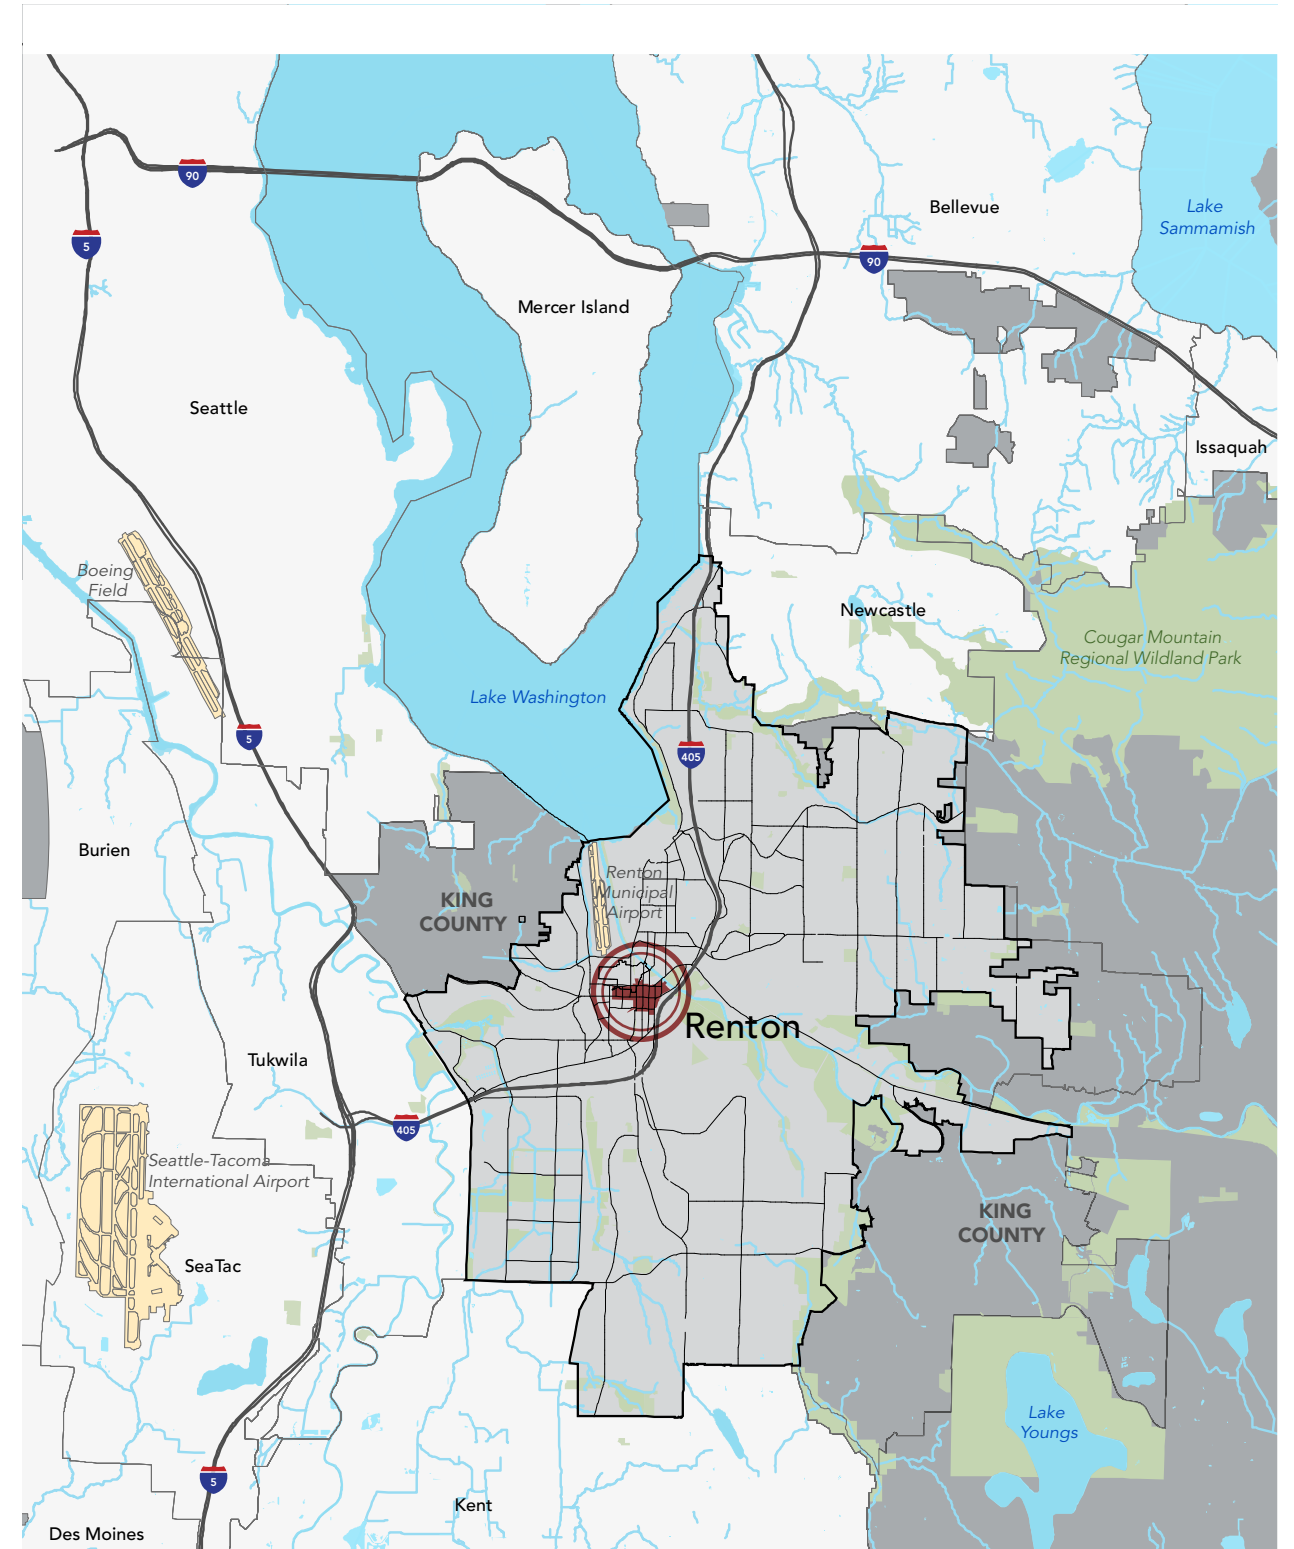 90
Bellevue
Lake
Sammamish
5
90
Mercer Island
Seattle
Issaquah
Boeing
Field
Newcastle
Cougar Mountain
Regional Wildland Park
Lake Washington
5
405
Burien
Renton
Municipal
Airport
KING
COUNTY
Renton
Tukwila
405
Seattle-Tacoma
International Airport
KING
COUNTY
SeaTac
Lake
Youngs
5
Kent
Des Moines